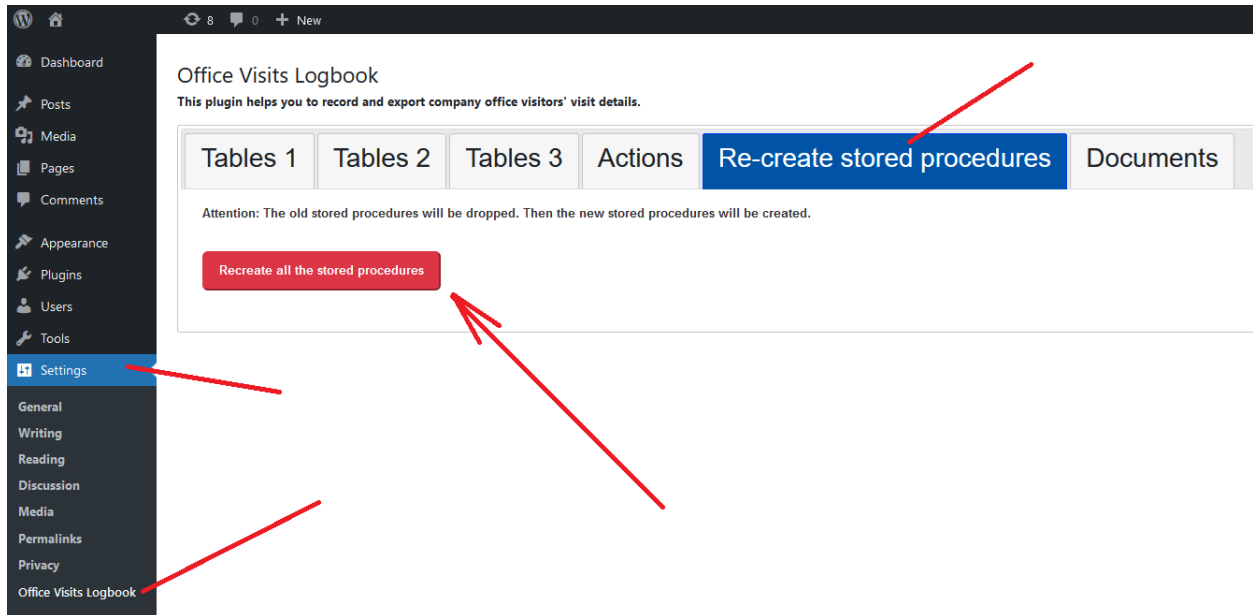 8 0 New
Dashboard
Posts
Media
Pages
Comments
Appearance
Plugins
Users
Tools
Settings
General
Writing
Reading
Discussion
Media
Permalinks
Privacy
Office Visits Logbook
Office Visits Logbook
This plugin helps you to record and export company office visitors' visit details.
Tables 1 Tables 2 Tables 3 Actions Re-create stored procedures Documents
Attention: The old stored procedures will be dropped. Then the new stored procedures will be created.
Recreate all the stored procedures